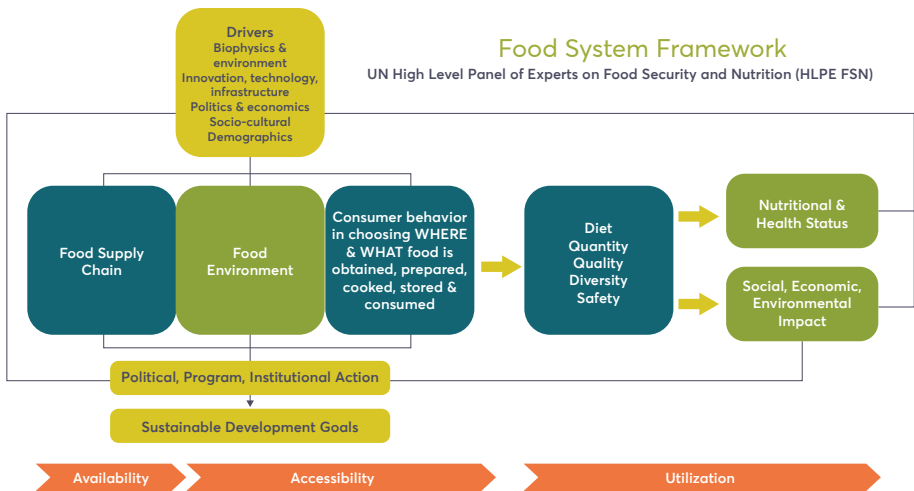 Drivers
Biophysics &
environment
Innovation, technology,
infrastructure
Politics & economics
Socio-cultural
Demographics
Food System Framework
UN High Level Panel of Experts on Food Security and Nutrition (HLPE FSN)
Food Supply
Chain
Food
Environment
Consumer behavior
in choosing WHERE
& WHAT food is
obtained, prepared,
cooked, stored &
consumed
Diet
Quantity
Quality
Diversity
Safety
Nutritional &
Health Status
Social, Economic,
Environmental
Impact
Political, Program, Institutional Action
Sustainable Development Goals
Availability
Accessibility
Utilization